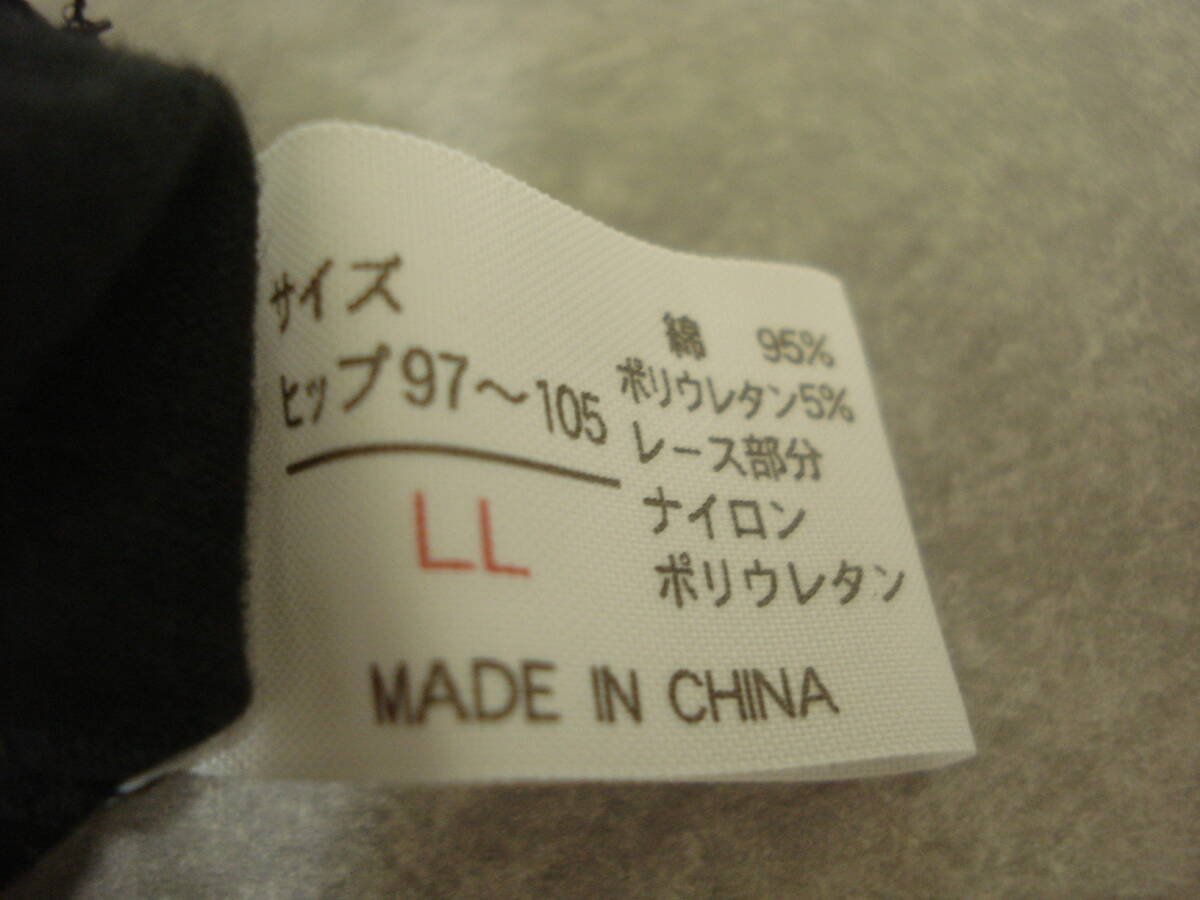 サイズ
ヒップ97～105
LL
綿 95%
ポリウレタン5%
レース部分
ナイロン
ポリウレタン
MADE IN CHINA